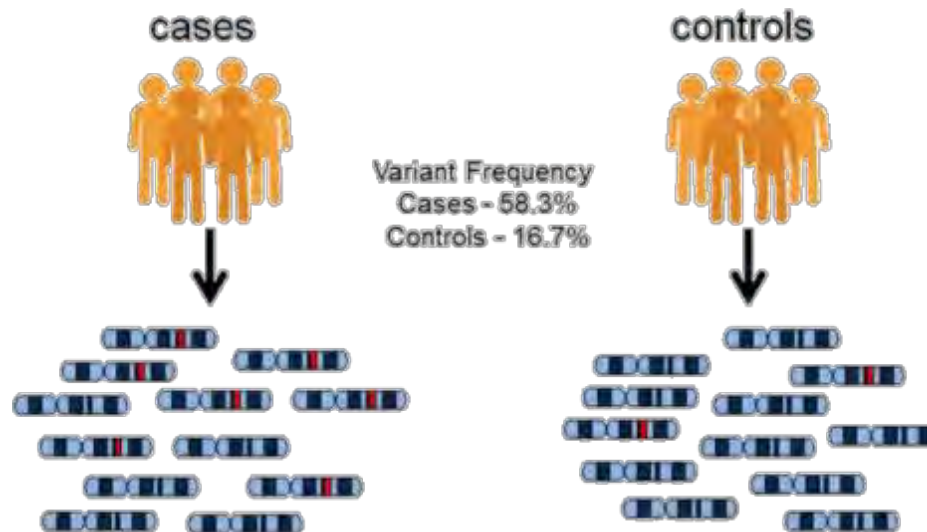 cases
controls
Variant Frequency
Cases - 58.3%
Controls - 16.7%